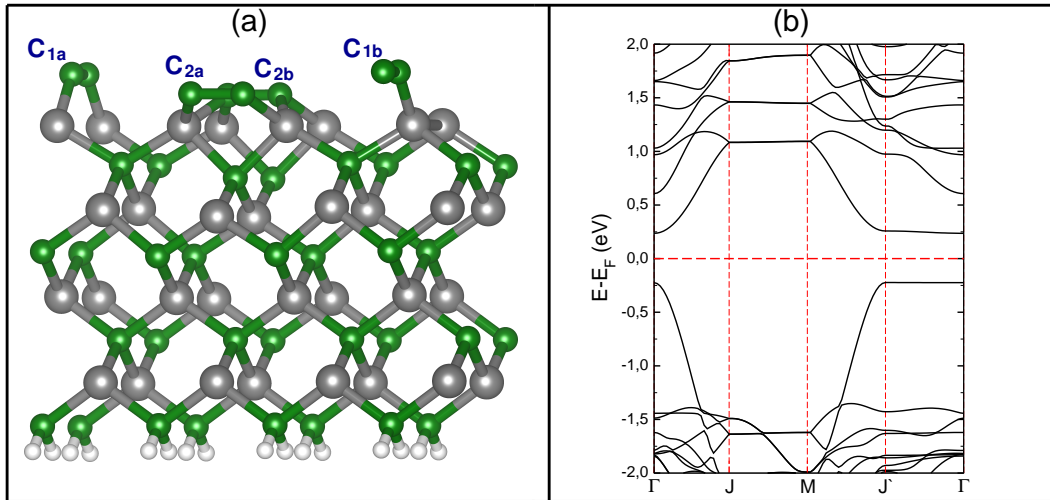 (a)
C1a
C2a
C2b
C1b
(b)
E-EF (eV)
2,0
1,5
1,0
0,5
0,0
-0,5
-1,0
-1,5
-2,0
Γ J M J` Γ